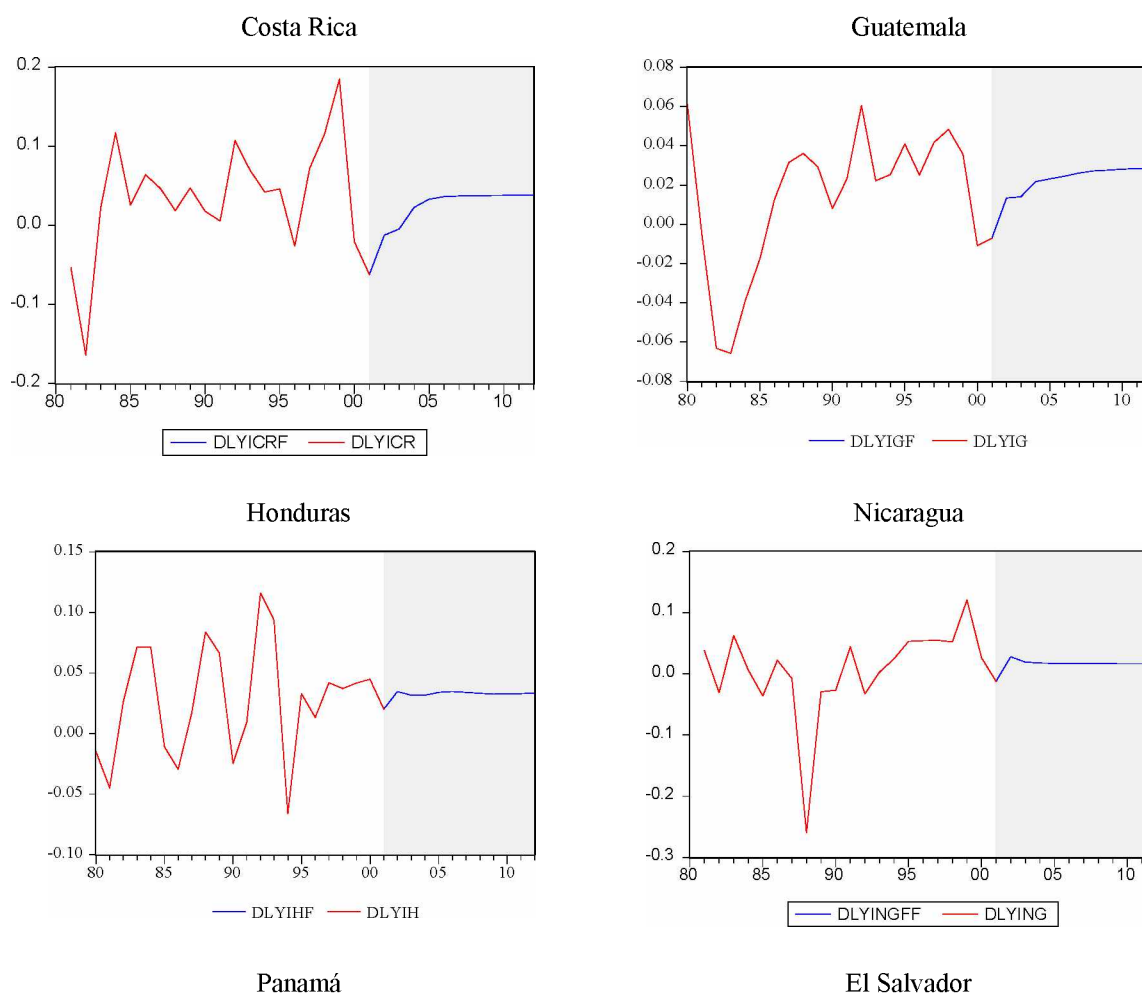 Costa Rica
0.2
0.1
0.0
-0.1
-0.2
80 85 90 95 00 05 10
DLYICRF DLYICR
Guatemala
0.08
0.06
0.04
0.02
0.00
-0.02
-0.04
-0.06
-0.08
80 85 90 95 00 05 10
DLYIGF DLYIG
Honduras
0.15
0.10
0.05
0.00
-0.05
-0.10
80 85 90 95 00 05 10
DLYIHF DLYIH
Nicaragua
0.2
0.1
0.0
-0.1
-0.2
-0.3
80 85 90 95 00 05 10
DLYINGFF DLYING
Panamá
El Salvador